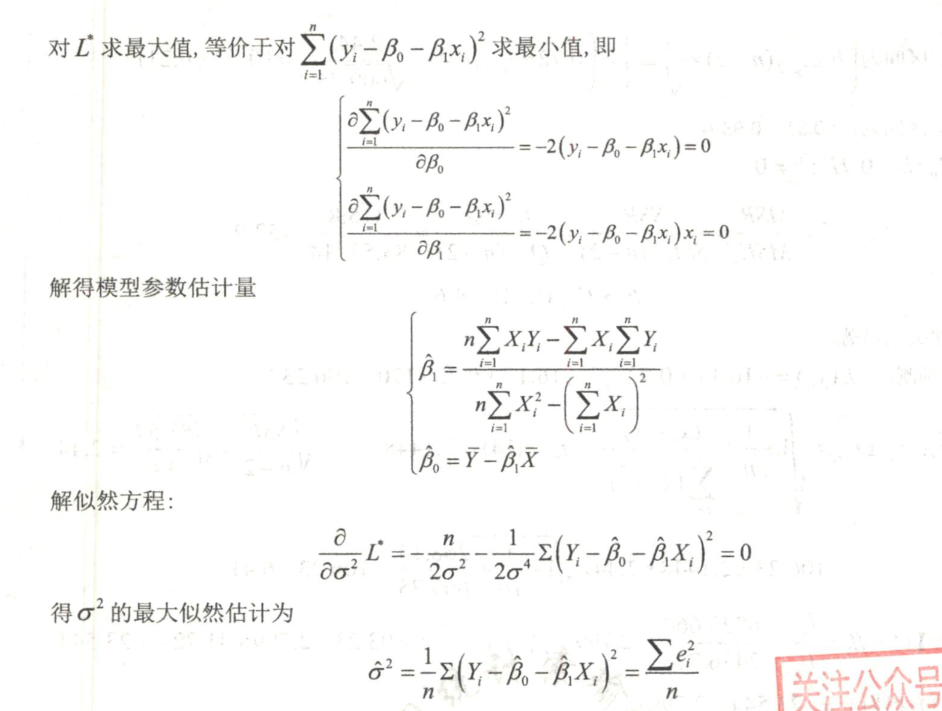 对 $L^*$ 求最大值, 等价于对 $\sum_{i=1}^{n}\left(y_i-\beta_0-\beta_1 x_i\right)^2$ 求最小值, 即
$$\begin{cases} \dfrac{\partial \sum_{i=1}^{n}\left(y_i-\beta_0-\beta_1 x_i\right)^2}{\partial \beta_0}=-2\left(y_i-\beta_0-\beta_1 x_i\right)=0 \\ \dfrac{\partial \sum_{i=1}^{n}\left(y_i-\beta_0-\beta_1 x_i\right)^2}{\partial \beta_1}=-2\left(y_i-\beta_0-\beta_1 x_i\right)x_i=0 \end{cases}$$
解得模型参数估计量
$$\begin{cases} \hat{\beta}_1=\dfrac{n\sum_{i=1}^{n}X_iY_i-\sum_{i=1}^{n}X_i\sum_{i=1}^{n}Y_i}{n\sum_{i=1}^{n}X_i^2-\left(\sum_{i=1}^{n}X_i\right)^2} \\ \hat{\beta}_0=\bar{Y}-\hat{\beta}_1\bar{X} \end{cases}$$
解似然方程:
$$\frac{\partial}{\partial \sigma^2}L^*=-\frac{n}{2\sigma^2}-\frac{1}{2\sigma^4}\Sigma\left(Y_i-\hat{\beta}_0-\hat{\beta}_1X_i\right)^2=0$$
得 $\sigma^2$ 的最大似然估计为
$$\hat{\sigma}^2=\frac{1}{n}\Sigma\left(Y_i-\hat{\beta}_0-\hat{\beta}_1X_i\right)^2=\frac{\sum e_i^2}{n}$$
关注公众号